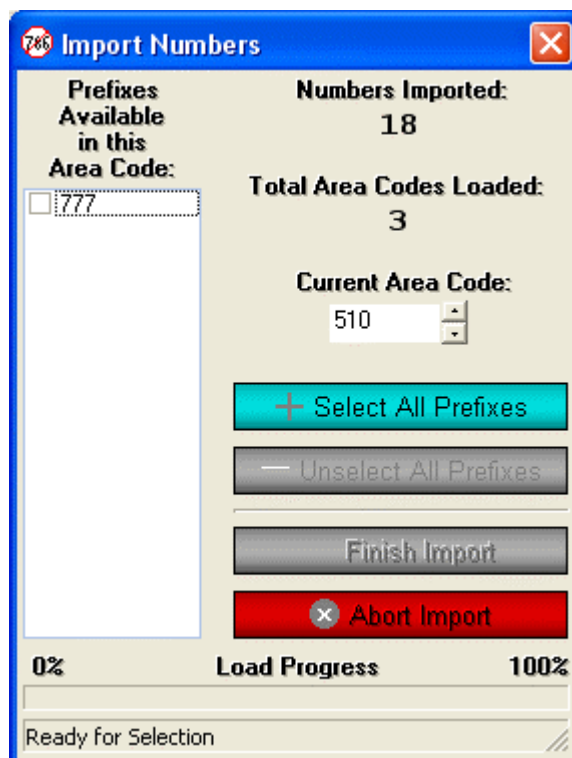 786 Import Numbers
Prefixes
Available
in this
Area Code:
777
Numbers Imported:
18
Total Area Codes Loaded:
3
Current Area Code:
510
Select All Prefixes
Unselect All Prefixes
Finish Import
Abort Import
0% Load Progress 100%
Ready for Selection